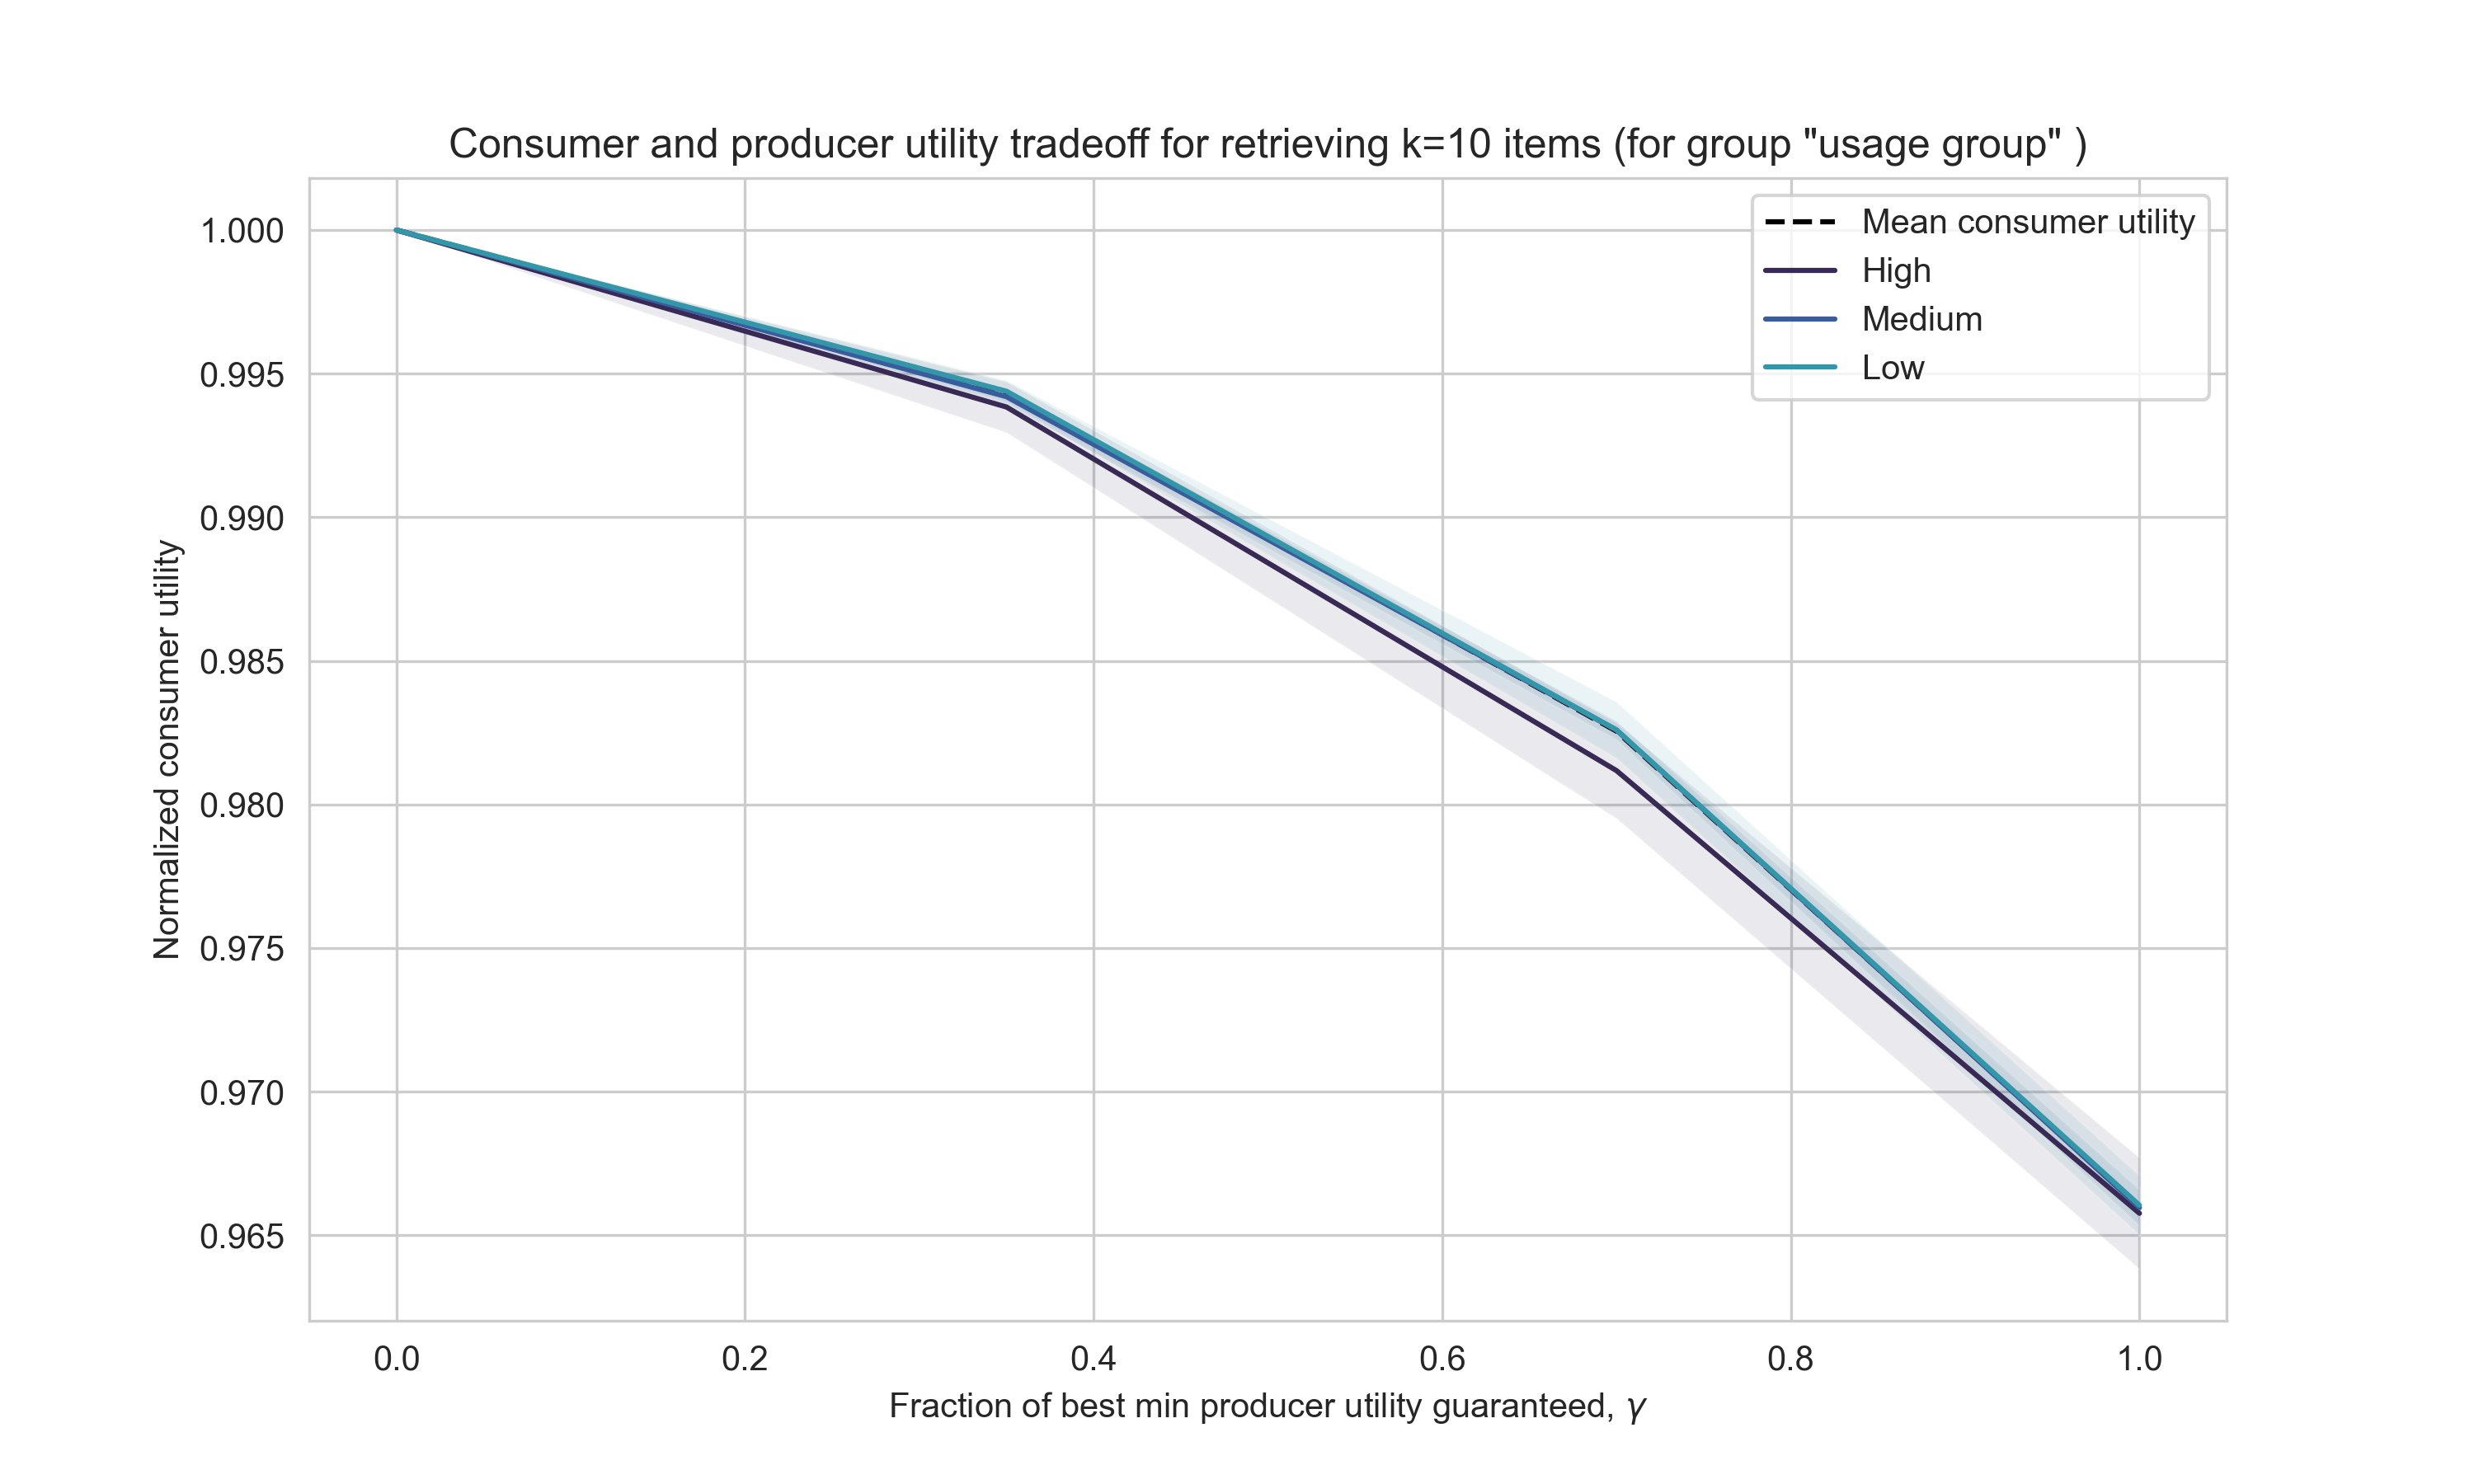 Consumer and producer utility tradeoff for retrieving k=10 items (for group "usage group" )
Mean consumer utility
High
Medium
Low
Normalized consumer utility
1.000
0.995
0.990
0.985
0.980
0.975
0.970
0.965
0.0 0.2 0.4 0.6 0.8 1.0
Fraction of best min producer utility guaranteed, γ